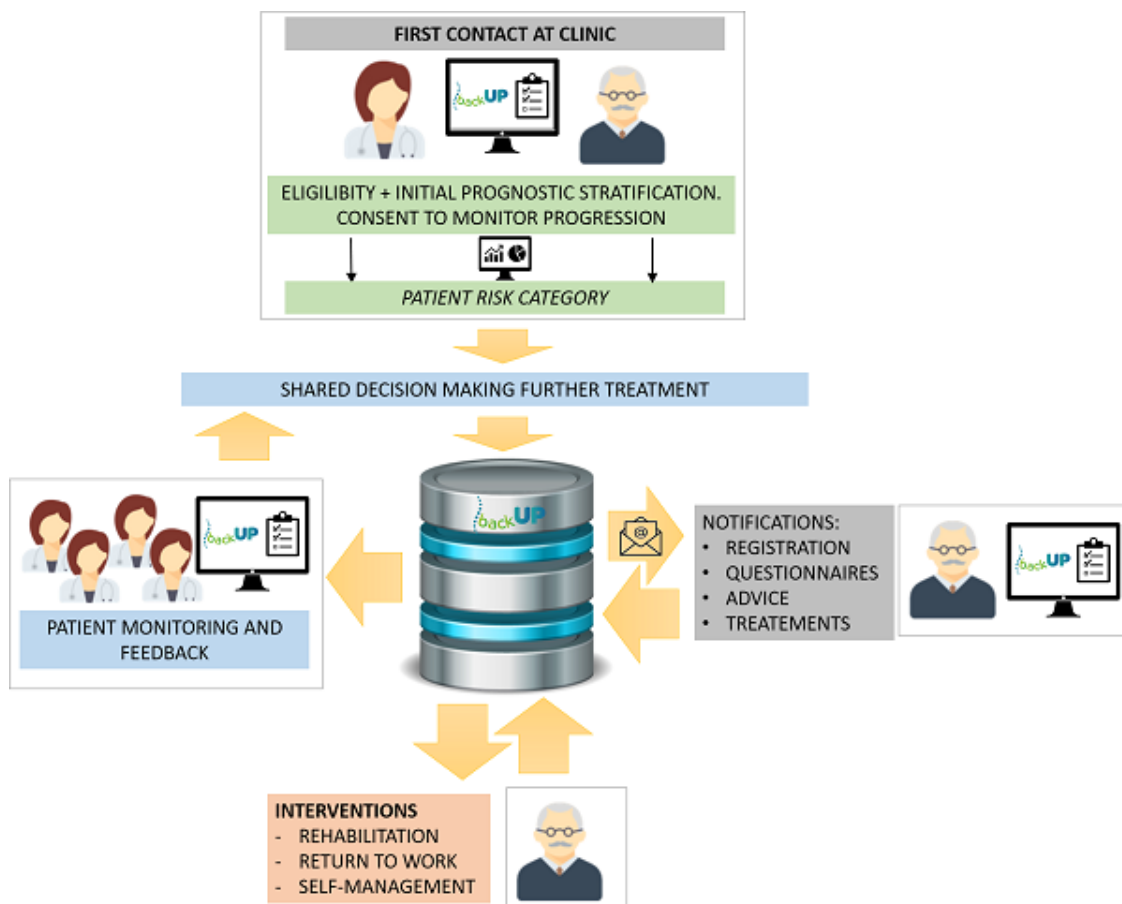 FIRST CONTACT AT CLINIC
backUP
ELIGILIBITY + INITIAL PROGNOSTIC STRATIFICATION.
CONSENT TO MONITOR PROGRESSION
PATIENT RISK CATEGORY
SHARED DECISION MAKING FURTHER TREATMENT
backUP
PATIENT MONITORING AND
FEEDBACK
backUP
@
NOTIFICATIONS:
• REGISTRATION
• QUESTIONNAIRES
• ADVICE
• TREATEMENTS
backUP
INTERVENTIONS
- REHABILITATION
- RETURN TO WORK
- SELF-MANAGEMENT